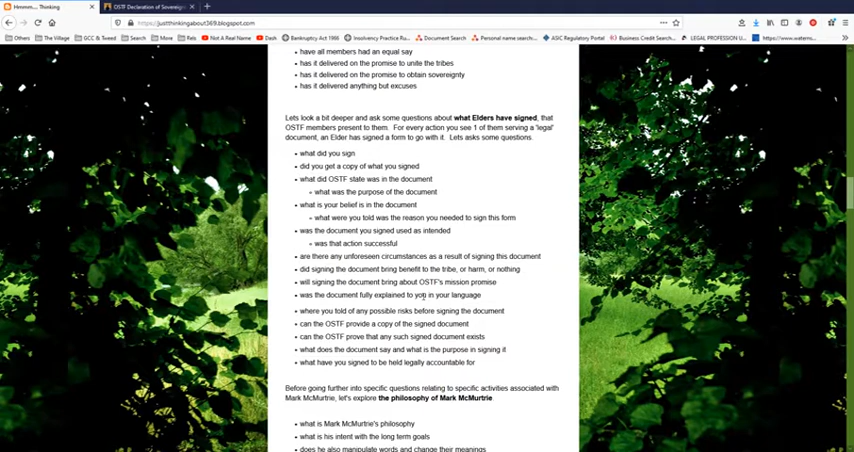 Hmmm.... Thinking
OSTF Declaration of Sovereign
https://justthinkingabout369.blogspot.com
Others
The Village
GCC & Tweed
Search
More
Rels
Not A Real Name
Dash
Bankruptcy Act 1966
Insolvency Practice Ru
Document Search
Personal name search...
ASIC Regulatory Portal
Business Credit Search...
LEGAL PROFESSION U
https://www.waterns...
• have all members had an equal say
• has it delivered on the promise to unite the tribes
• has it delivered on the promise to obtain sovereignty
• has it delivered anything but excuses
Lets look a bit deeper and ask some questions about what Elders have signed, that
OSTF members present to them. For every action you see 1 of them serving a 'legal'
document, an Elder has signed a form to go with it. Lets asks some questions.
• what did you sign
• did you get a copy of what you signed
• what did OSTF state was in the document
• what was the purpose of the document
• what is your belief is in the document
• what were you told was the reason you needed to sign this form
• was the document you signed used as intended
• was that action successful
• are there any unforeseen circumstances as a result of signing this document
• did signing the document bring benefit to the tribe, or harm, or nothing
• will signing the document bring about OSTF's mission promise
• was the document fully explained to you in your language
• where you told of any possible risks before signing the document
• can the OSTF provide a copy of the signed document
• can the OSTF prove that any such signed document exists
• what does the document say and what is the purpose in signing it
• what have you signed to be held legally accountable for
Before going further into specific questions relating to specific activities associated with
Mark McMurtrie, let's explore the philosophy of Mark McMurtrie
• what is Mark McMurtrie's philosophy
• what is his intent with the long term goals
• does he also manipulate words and change their meanings